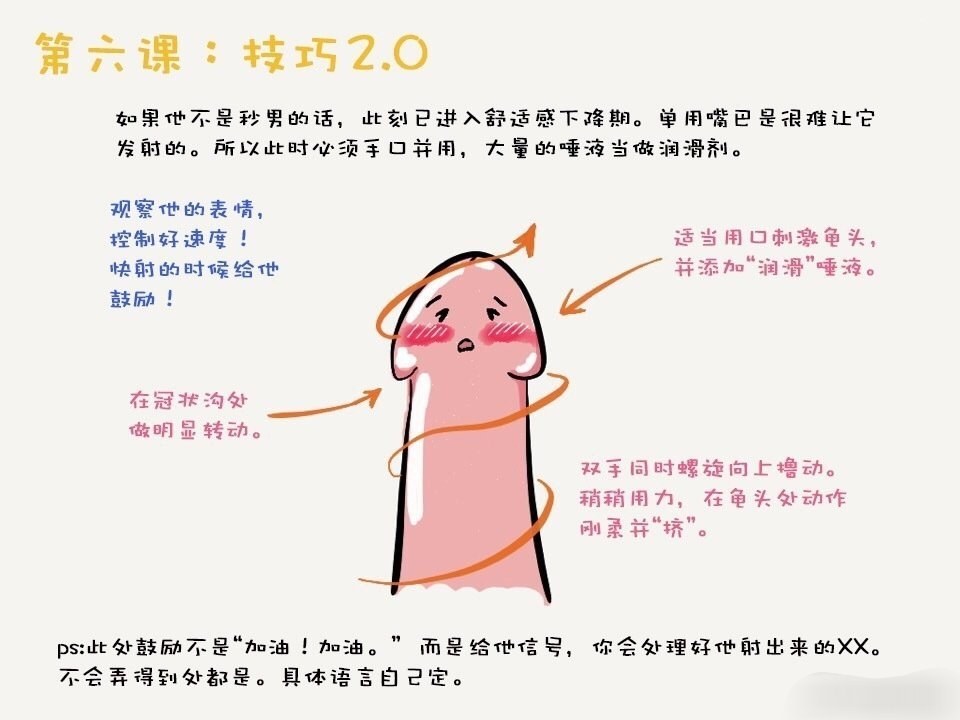 第六课：技巧2.0
如果他不是秒男的话，此刻已进入舒适感下降期。单用嘴巴是很难让它
发射的。所以此时必须手口并用，大量的唾液当做润滑剂。
观察他的表情，
控制好速度！
快射的时候给他
鼓励！
适当用口刺激龟头，
并添加“润滑”唾液。
在冠状沟处
做明显转动。
双手同时螺旋向上撸动。
稍稍用力，在龟头处动作
刚柔并“挤”。
ps:此处鼓励不是“加油！加油。” 而是给他信号，你会处理好他射出来的XX。
不会弄得到处都是。具体语言自己定。